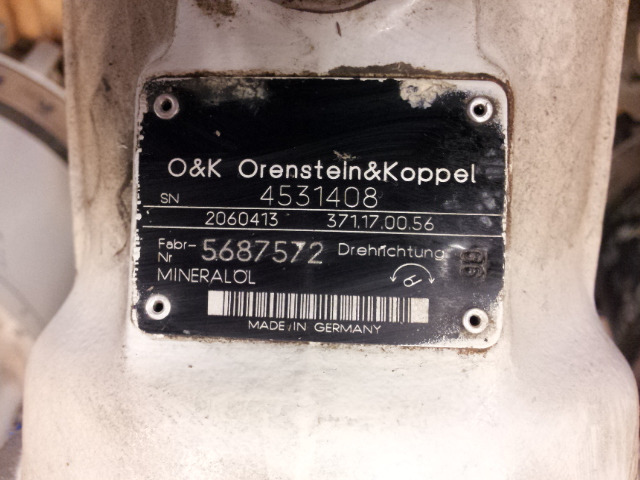 O&K Orenstein&Koppel
SN 4531408
2060413 371.17.00.56
Fabr-Nr 5687572 Drehrichtung
MINERALÖL
MADE IN GERMANY